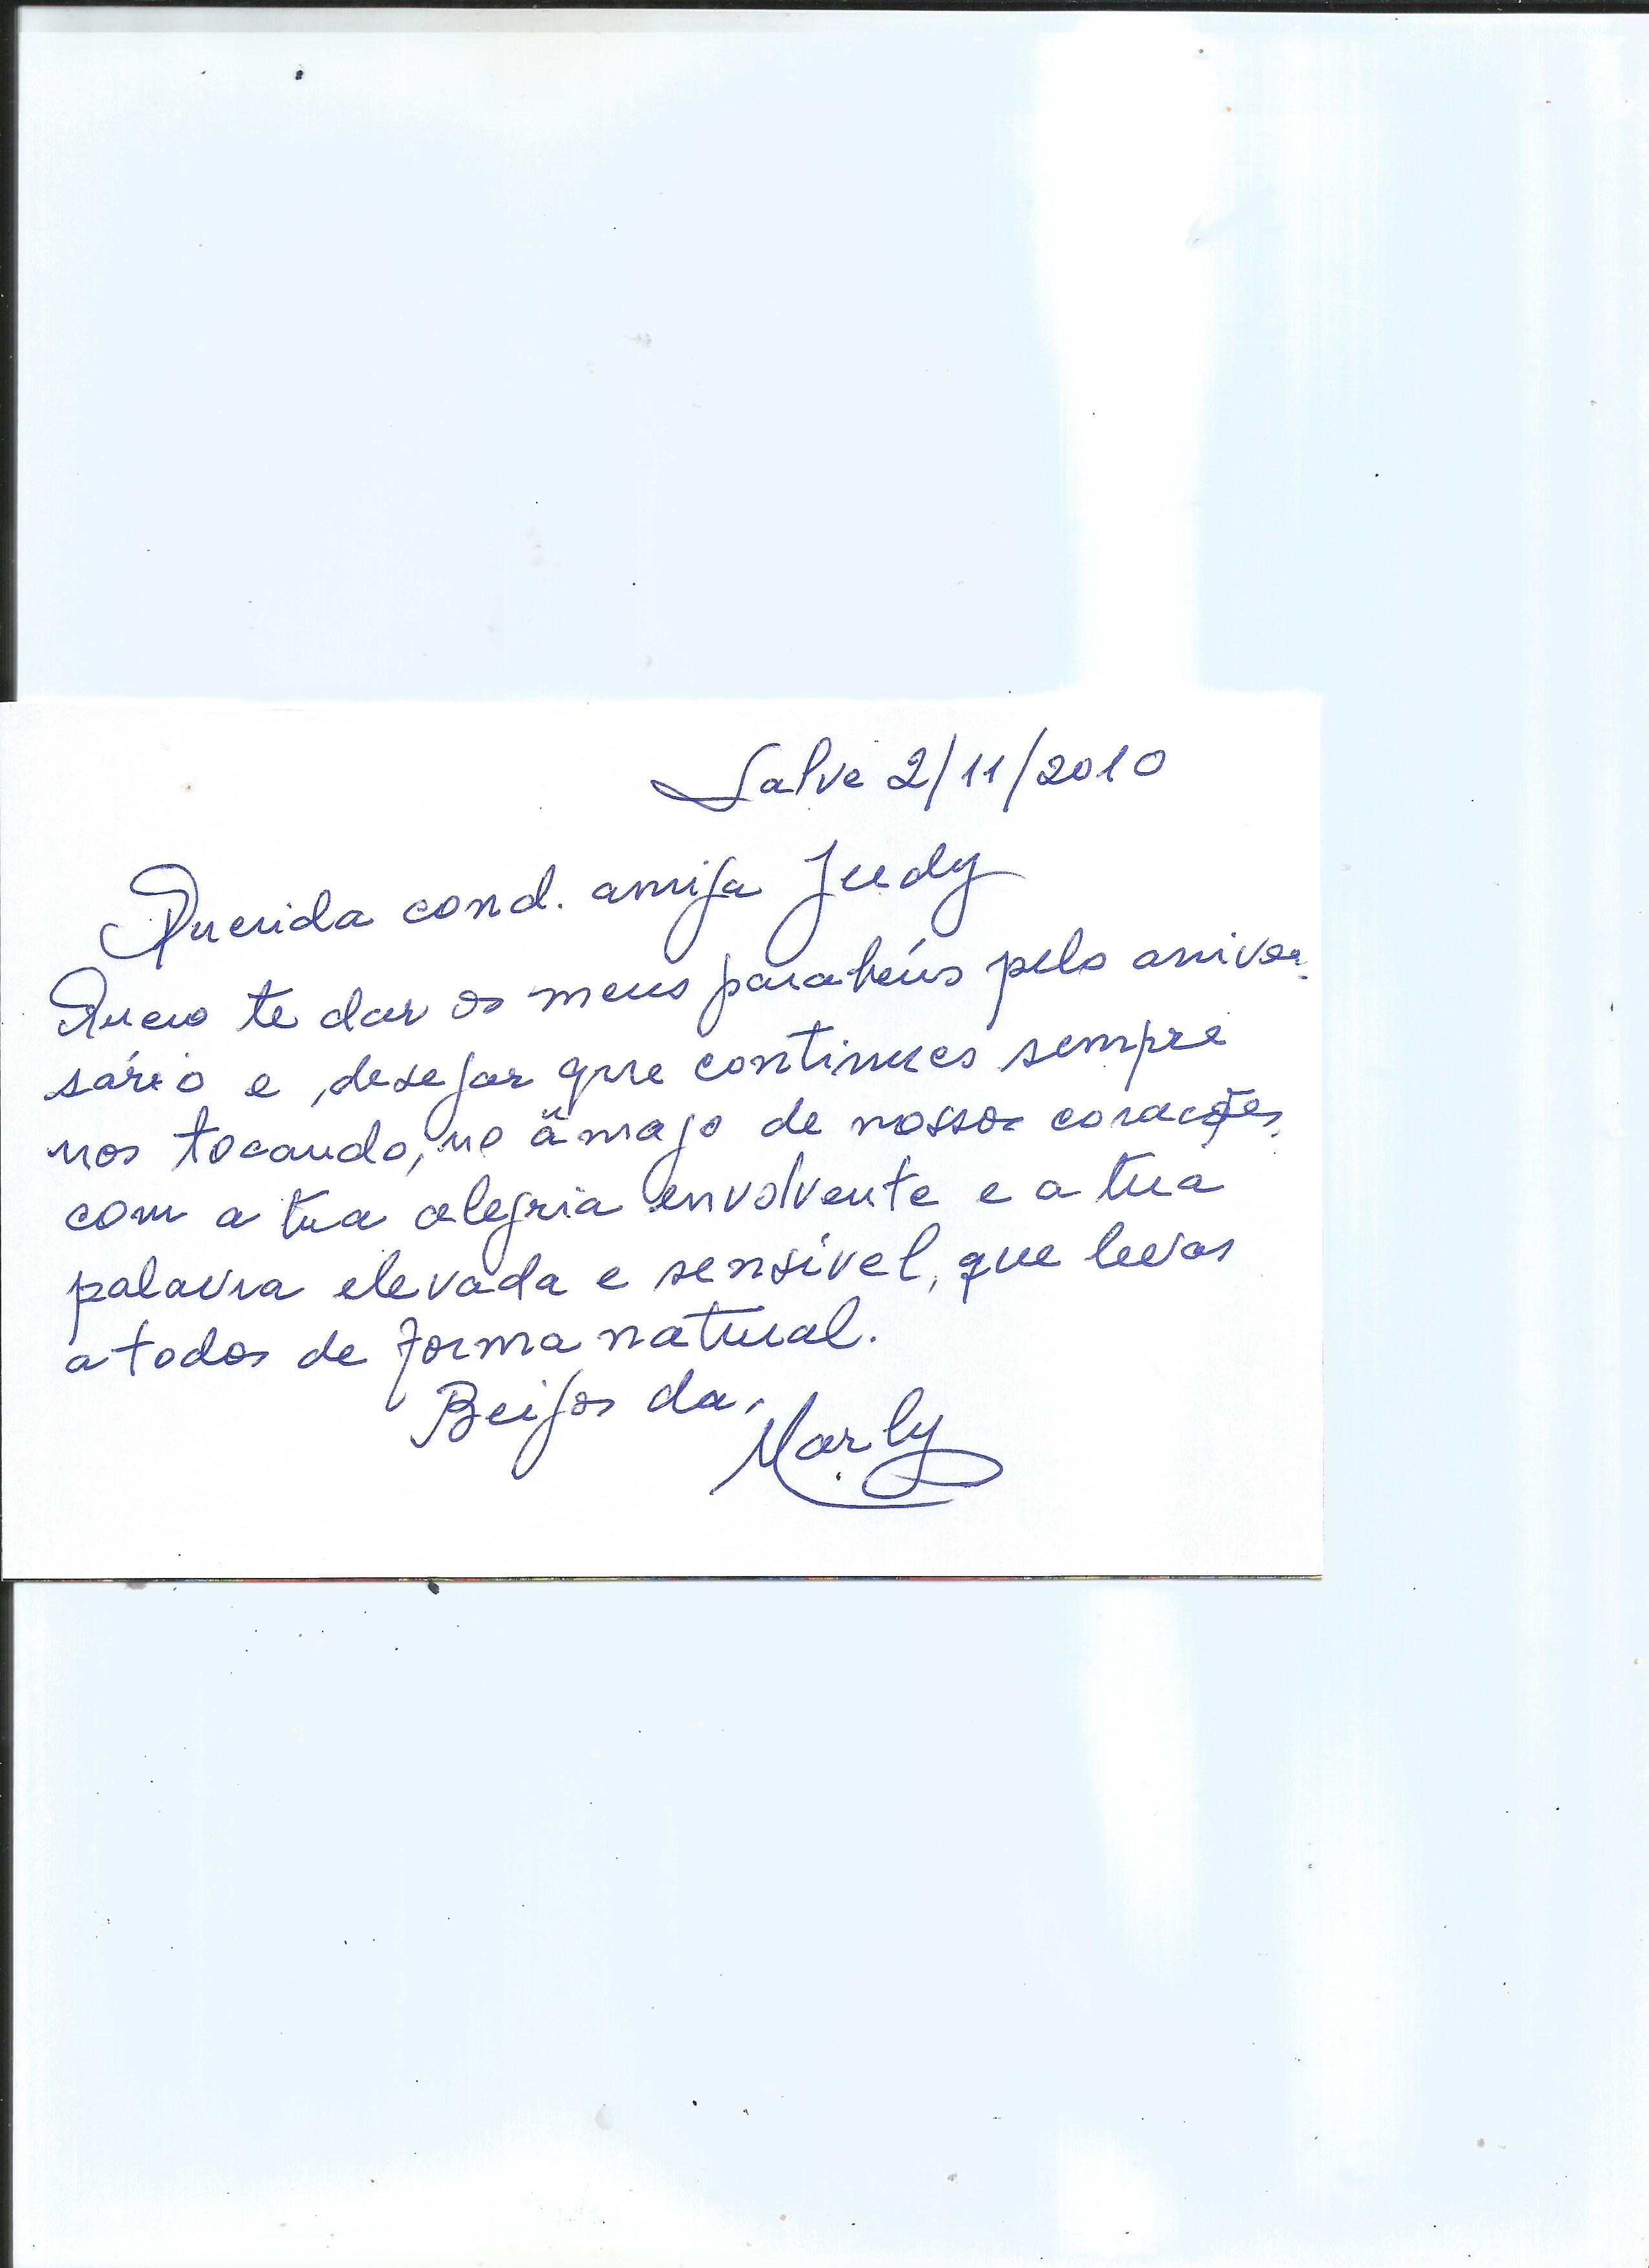 Salve 2/11/2010
Querida cond. amiga Judy
Quero te dar os meus parabéns pelo aniver-
sário e desejar que continues sempre
nos tocando, no âmago de nossos corações,
com a tua alegria envolvente e a tua
palavra elevada e sensível, que levas
a todos de forma natural.
Beijos da,
Marly